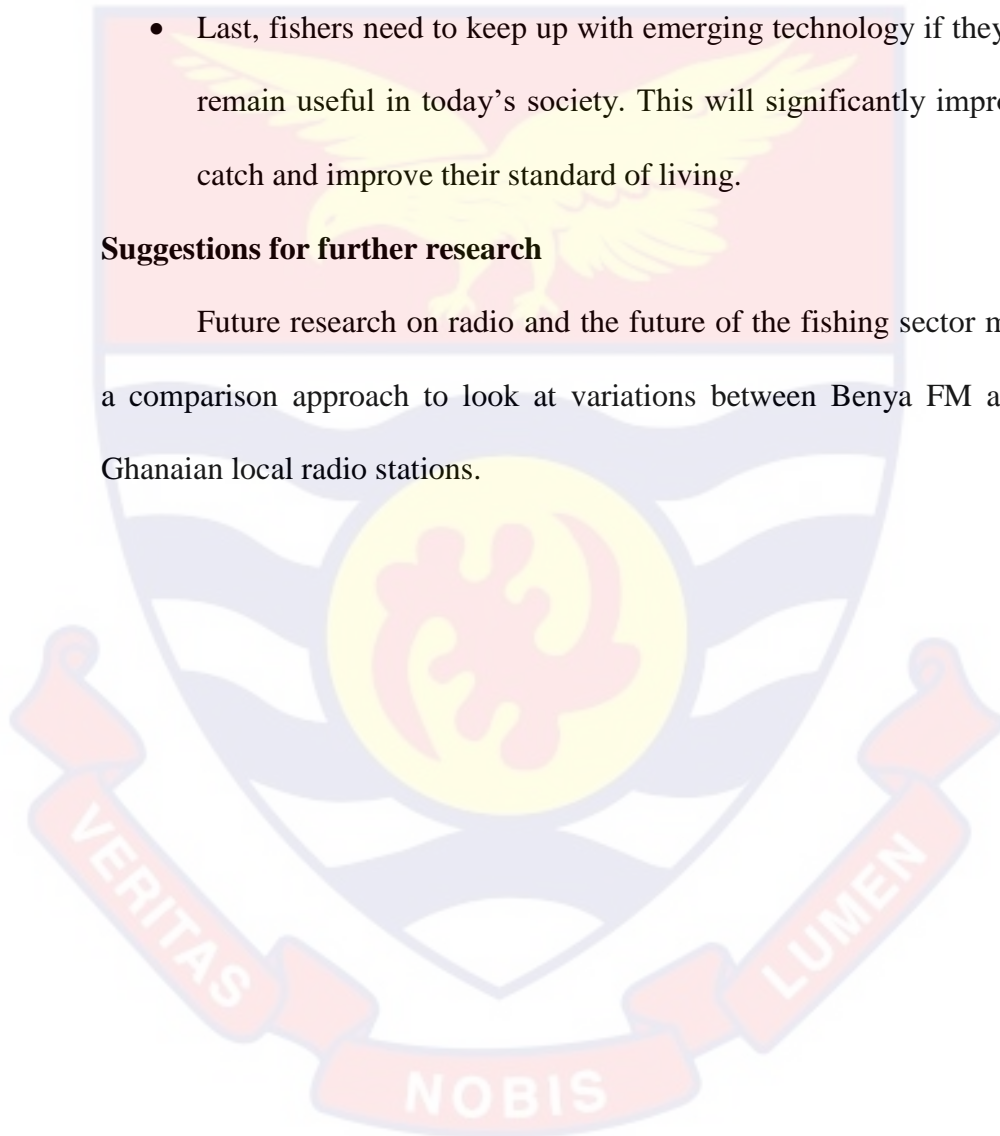 • Last, fishers need to keep up with emerging technology if they
remain useful in today’s society. This will significantly
catch and improve their standard of living.
Suggestions for further research
Future research on radio and the future of the fishing sector
a comparison approach to look at variations between Benya FM
Ghanaian local radio stations.
VERITAS
NOBIS
LUMEN